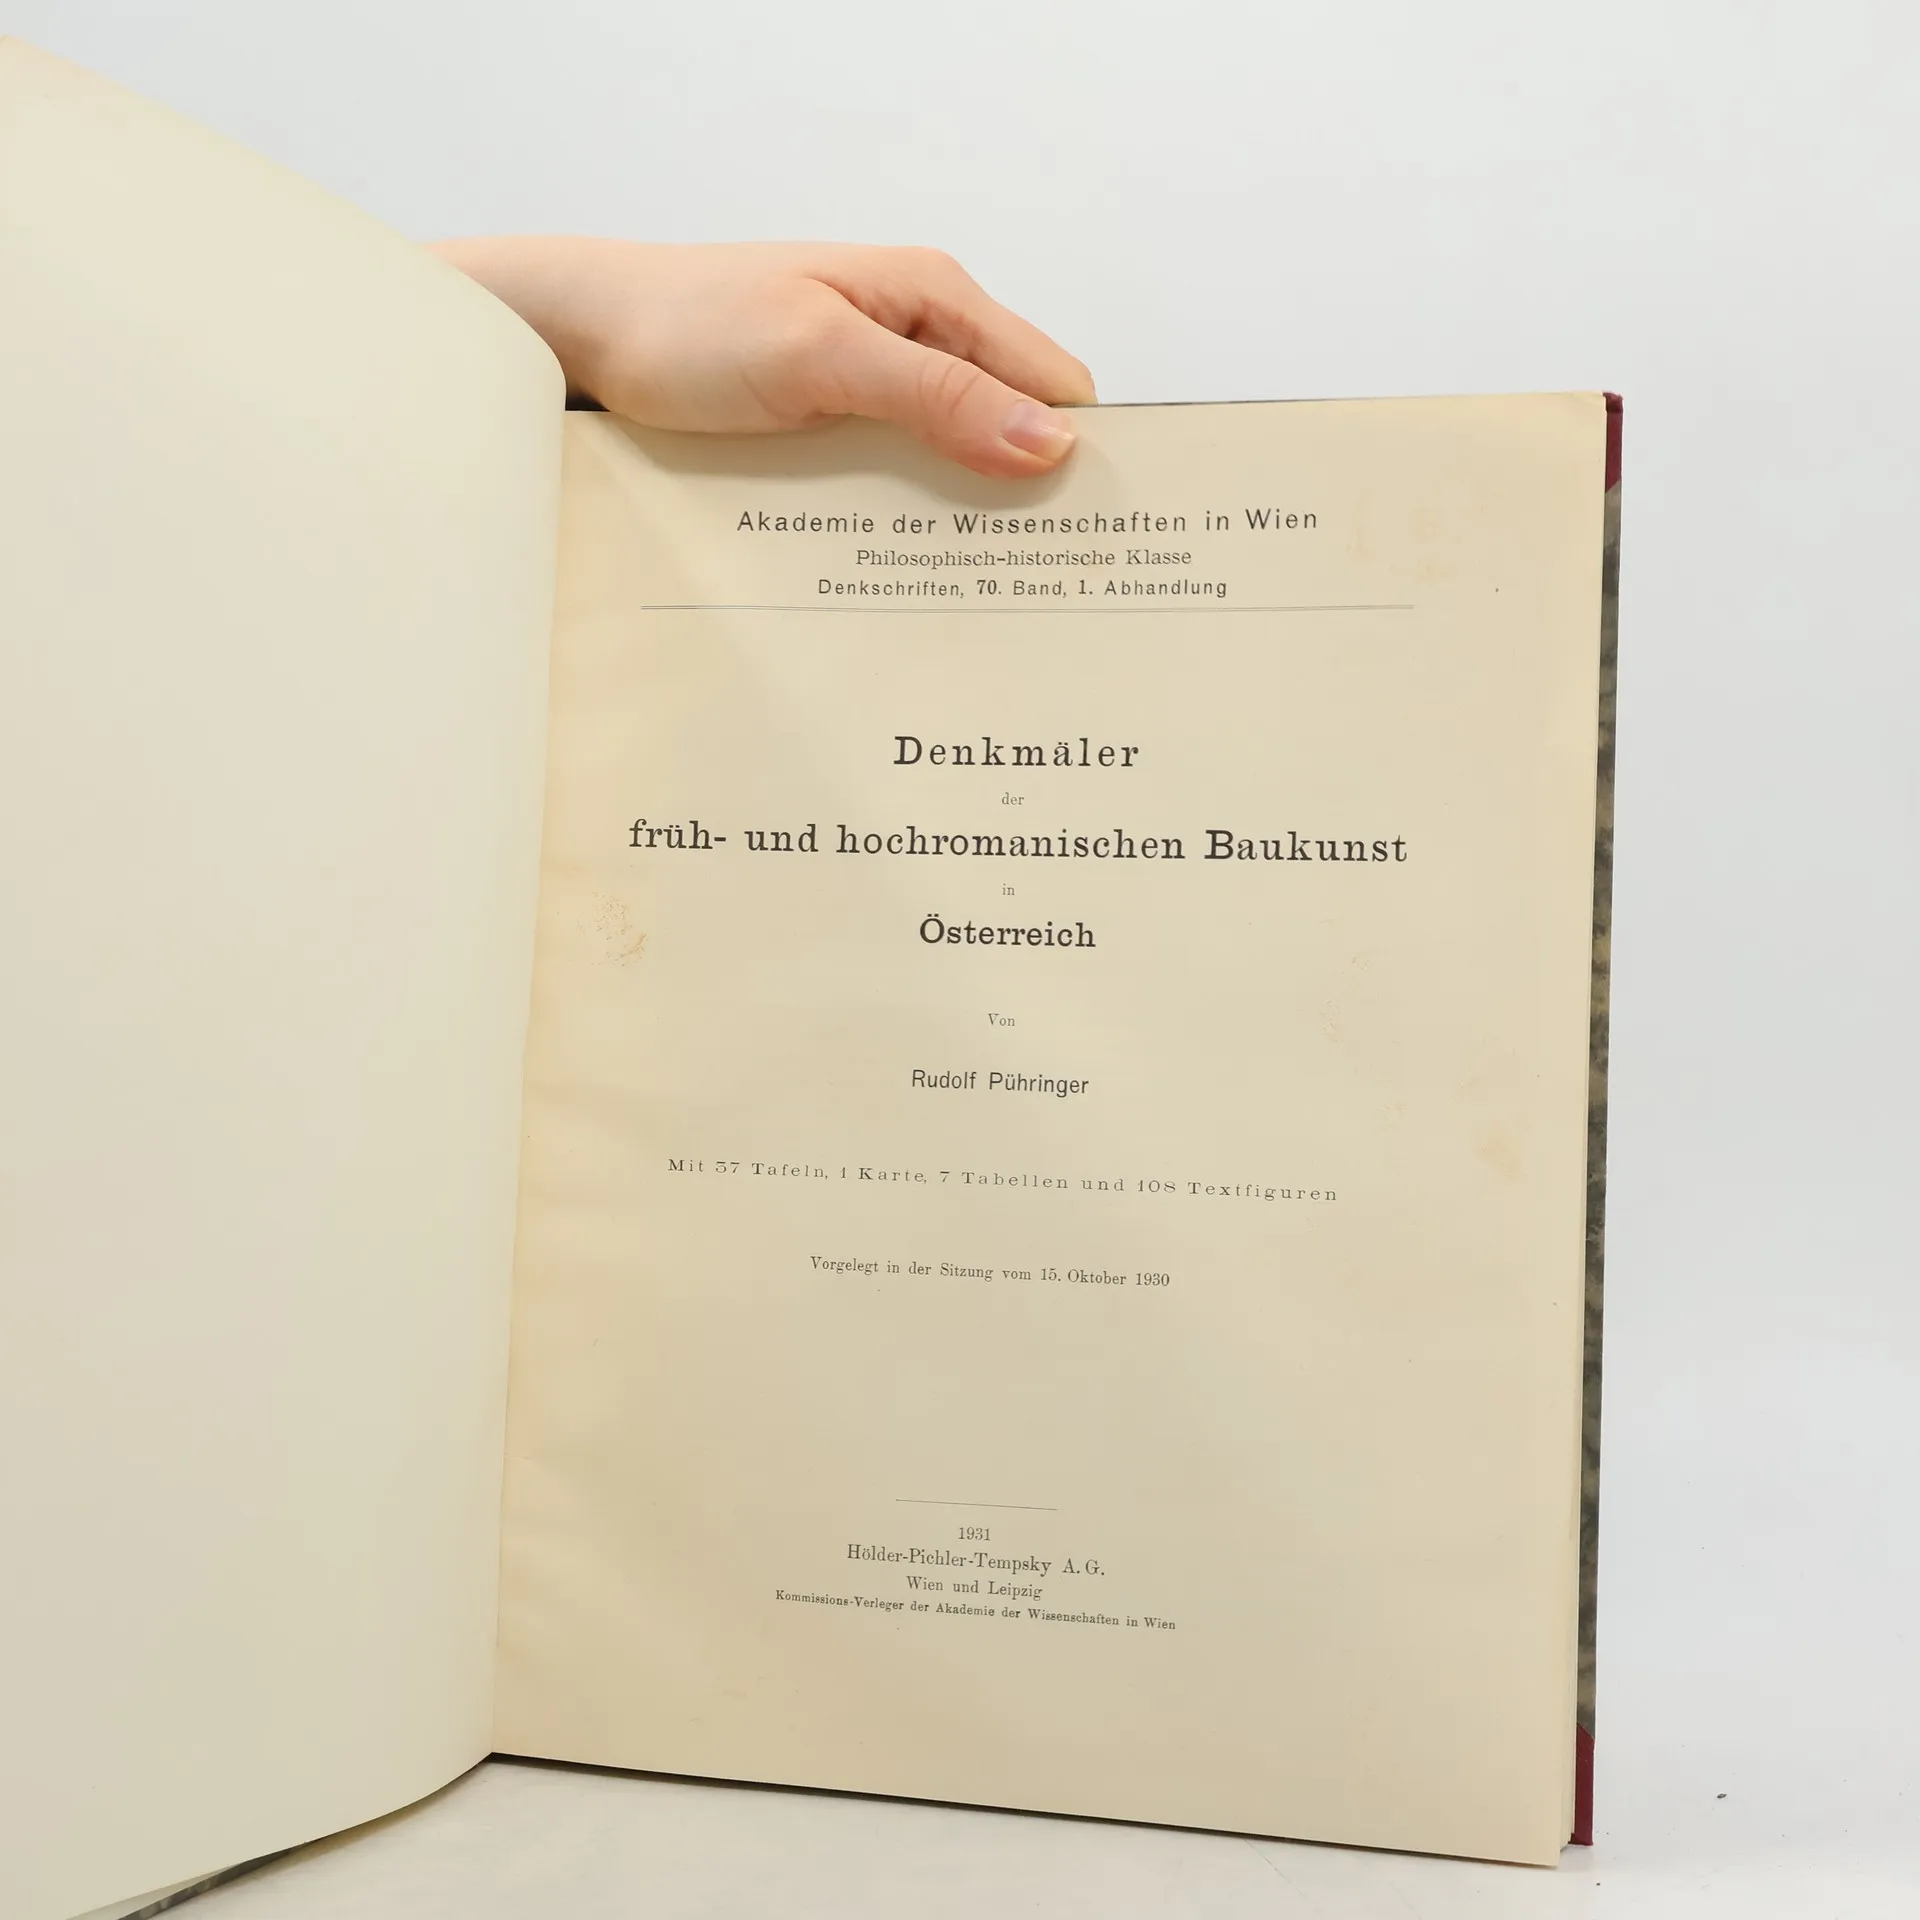 Akademie der Wissenschaften in Wien
Philosophisch-historische Klasse
Denkschriften, 70. Band, 1. Abhandlung
Denkmäler
der
früh- und hochromanischen Baukunst
in
Österreich
Von
Rudolf Pühringer
Mit 37 Tafeln, 1 Karte, 7 Tabellen und 108 Textfiguren
Vorgelegt in der Sitzung vom 15. Oktober 1930
1931
Hölder-Pichler-Tempsky A. G.
Wien und Leipzig
Kommissions-Verleger der Akademie der Wissenschaften in Wien